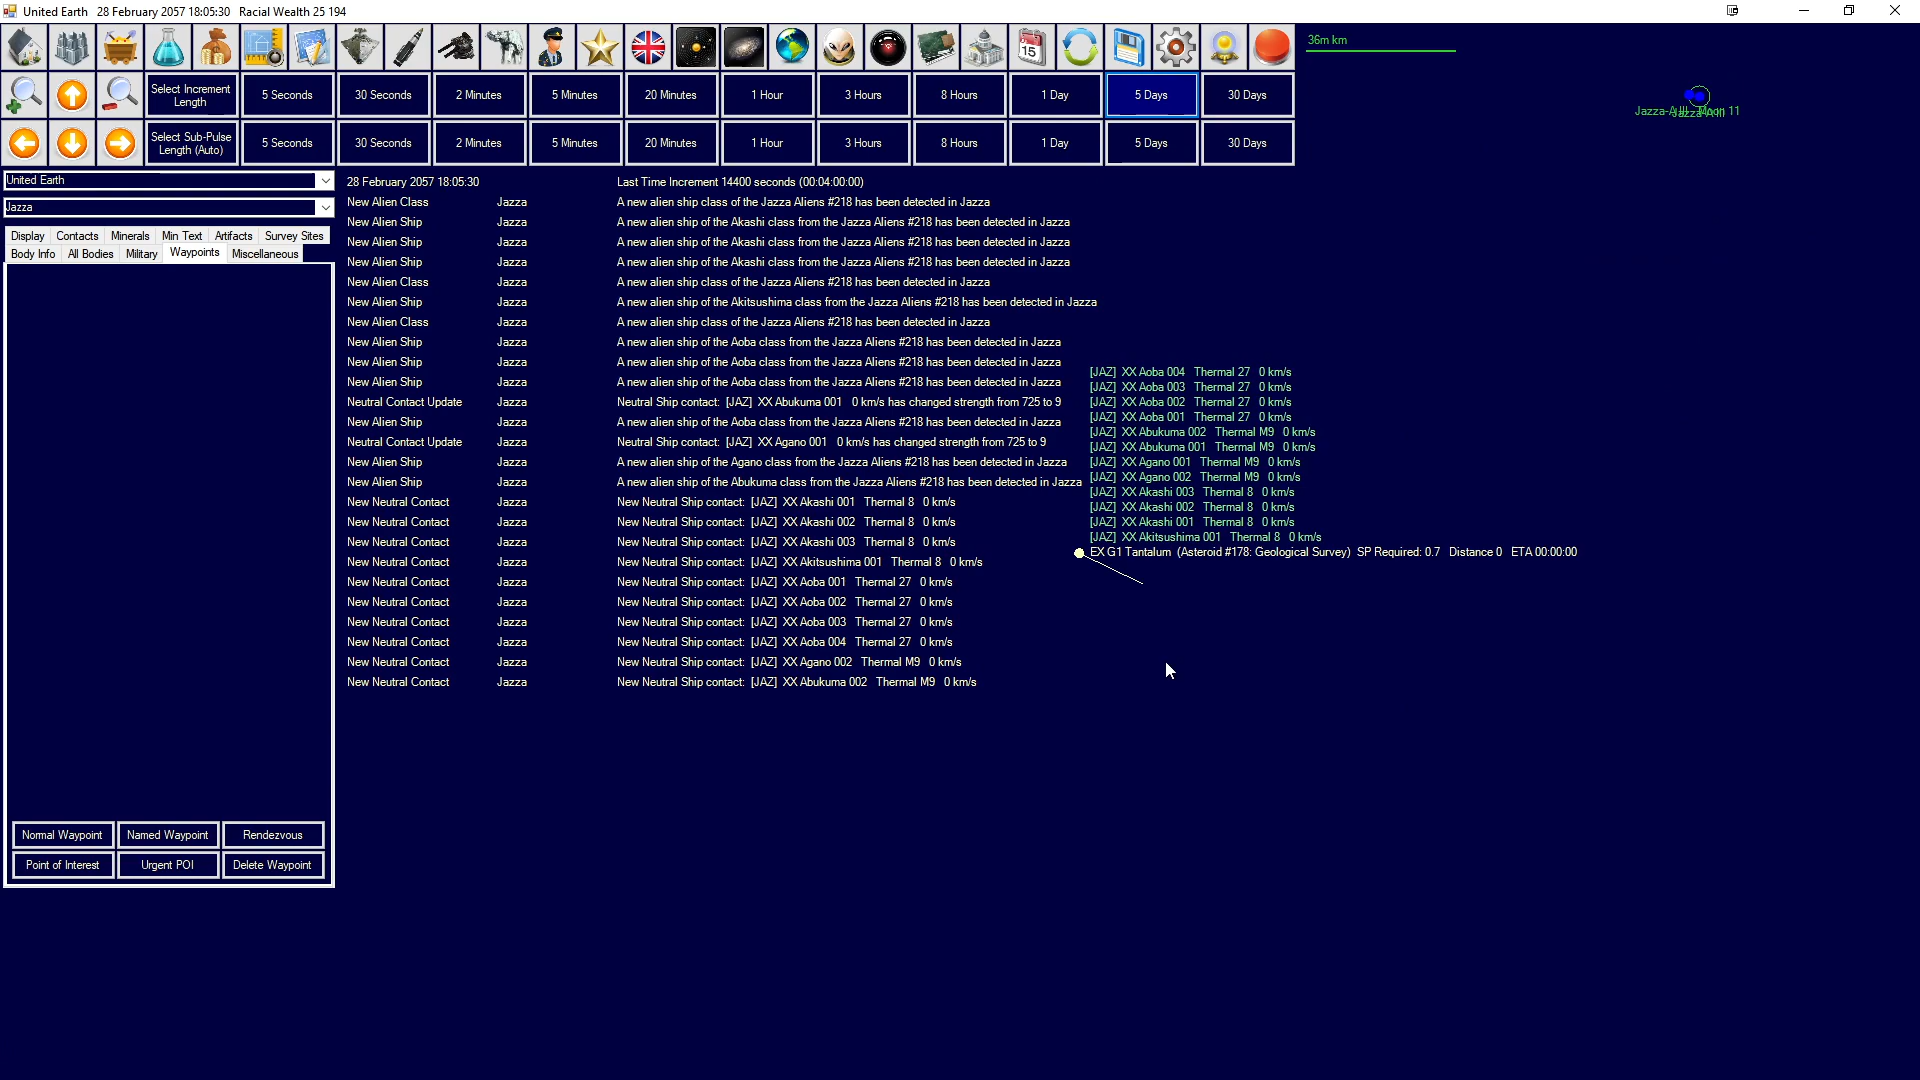 United Earth   28 February 2057 18:05:30   Racial Wealth 25 194
36m km
15
Select Increment Length
5 Seconds
30 Seconds
2 Minutes
5 Minutes
20 Minutes
1 Hour
3 Hours
8 Hours
1 Day
5 Days
30 Days
Select Sub-Pulse Length (Auto)
5 Seconds
30 Seconds
2 Minutes
5 Minutes
20 Minutes
1 Hour
3 Hours
8 Hours
1 Day
5 Days
30 Days
Moon 11
Jazza-A III
United Earth
Jazza
Display Contacts Minerals Min Text Artifacts Survey Sites
Body Info All Bodies Military Waypoints Miscellaneous
28 February 2057 18:05:30 Last Time Increment 14400 seconds (00:04:00:00)
New Alien Class Jazza A new alien ship class of the Jazza Aliens #218 has been detected in Jazza
New Alien Ship Jazza A new alien ship of the Akashi class from the Jazza Aliens #218 has been detected in Jazza
New Alien Ship Jazza A new alien ship of the Akashi class from the Jazza Aliens #218 has been detected in Jazza
New Alien Ship Jazza A new alien ship of the Akashi class from the Jazza Aliens #218 has been detected in Jazza
New Alien Class Jazza A new alien ship class of the Jazza Aliens #218 has been detected in Jazza
New Alien Ship Jazza A new alien ship of the Akitsushima class from the Jazza Aliens #218 has been detected in Jazza
New Alien Class Jazza A new alien ship class of the Jazza Aliens #218 has been detected in Jazza
New Alien Ship Jazza A new alien ship of the Aoba class from the Jazza Aliens #218 has been detected in Jazza
New Alien Ship Jazza A new alien ship of the Aoba class from the Jazza Aliens #218 has been detected in Jazza
New Alien Ship Jazza A new alien ship of the Aoba class from the Jazza Aliens #218 has been detected in Jazza
Neutral Contact Update Jazza Neutral Ship contact: [JAZ] XX Abukuma 001 0 km/s has changed strength from 725 to 9
New Alien Ship Jazza A new alien ship of the Aoba class from the Jazza Aliens #218 has been detected in Jazza
Neutral Contact Update Jazza Neutral Ship contact: [JAZ] XX Agano 001 0 km/s has changed strength from 725 to 9
New Alien Ship Jazza A new alien ship of the Agano class from the Jazza Aliens #218 has been detected in Jazza
New Alien Ship Jazza A new alien ship of the Abukuma class from the Jazza Aliens #218 has been detected in Jazza
New Neutral Contact Jazza New Neutral Ship contact: [JAZ] XX Akashi 001 Thermal 8 0 km/s
New Neutral Contact Jazza New Neutral Ship contact: [JAZ] XX Akashi 002 Thermal 8 0 km/s
New Neutral Contact Jazza New Neutral Ship contact: [JAZ] XX Akashi 003 Thermal 8 0 km/s
New Neutral Contact Jazza New Neutral Ship contact: [JAZ] XX Akitsushima 001 Thermal 8 0 km/s
New Neutral Contact Jazza New Neutral Ship contact: [JAZ] XX Aoba 001 Thermal 27 0 km/s
New Neutral Contact Jazza New Neutral Ship contact: [JAZ] XX Aoba 002 Thermal 27 0 km/s
New Neutral Contact Jazza New Neutral Ship contact: [JAZ] XX Aoba 003 Thermal 27 0 km/s
New Neutral Contact Jazza New Neutral Ship contact: [JAZ] XX Aoba 004 Thermal 27 0 km/s
New Neutral Contact Jazza New Neutral Ship contact: [JAZ] XX Agano 002 Thermal M9 0 km/s
New Neutral Contact Jazza New Neutral Ship contact: [JAZ] XX Abukuma 002 Thermal M9 0 km/s
[JAZ] XX Aoba 004 Thermal 27 0 km/s
[JAZ] XX Aoba 003 Thermal 27 0 km/s
[JAZ] XX Aoba 002 Thermal 27 0 km/s
[JAZ] XX Aoba 001 Thermal 27 0 km/s
[JAZ] XX Abukuma 002 Thermal M9 0 km/s
[JAZ] XX Abukuma 001 Thermal M9 0 km/s
[JAZ] XX Agano 001 Thermal M9 0 km/s
[JAZ] XX Agano 002 Thermal M9 0 km/s
[JAZ] XX Akashi 003 Thermal 8 0 km/s
[JAZ] XX Akashi 002 Thermal 8 0 km/s
[JAZ] XX Akashi 001 Thermal 8 0 km/s
[JAZ] XX Akitsushima 001 Thermal 8 0 km/s
EX G1 Tantalum (Asteroid #178: Geological Survey) SP Required: 0.7 Distance 0 ETA 00:00:00
Normal Waypoint Named Waypoint Rendezvous
Point of Interest Urgent POI Delete Waypoint